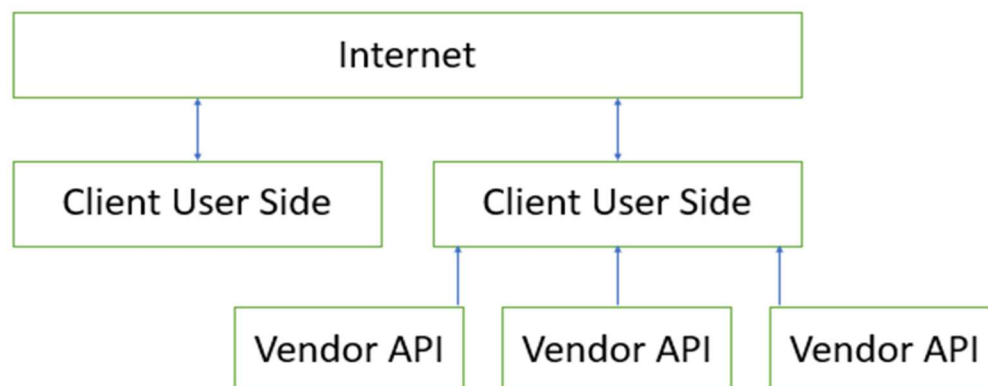 Internet
Client User Side
Client User Side
Vendor API
Vendor API
Vendor API